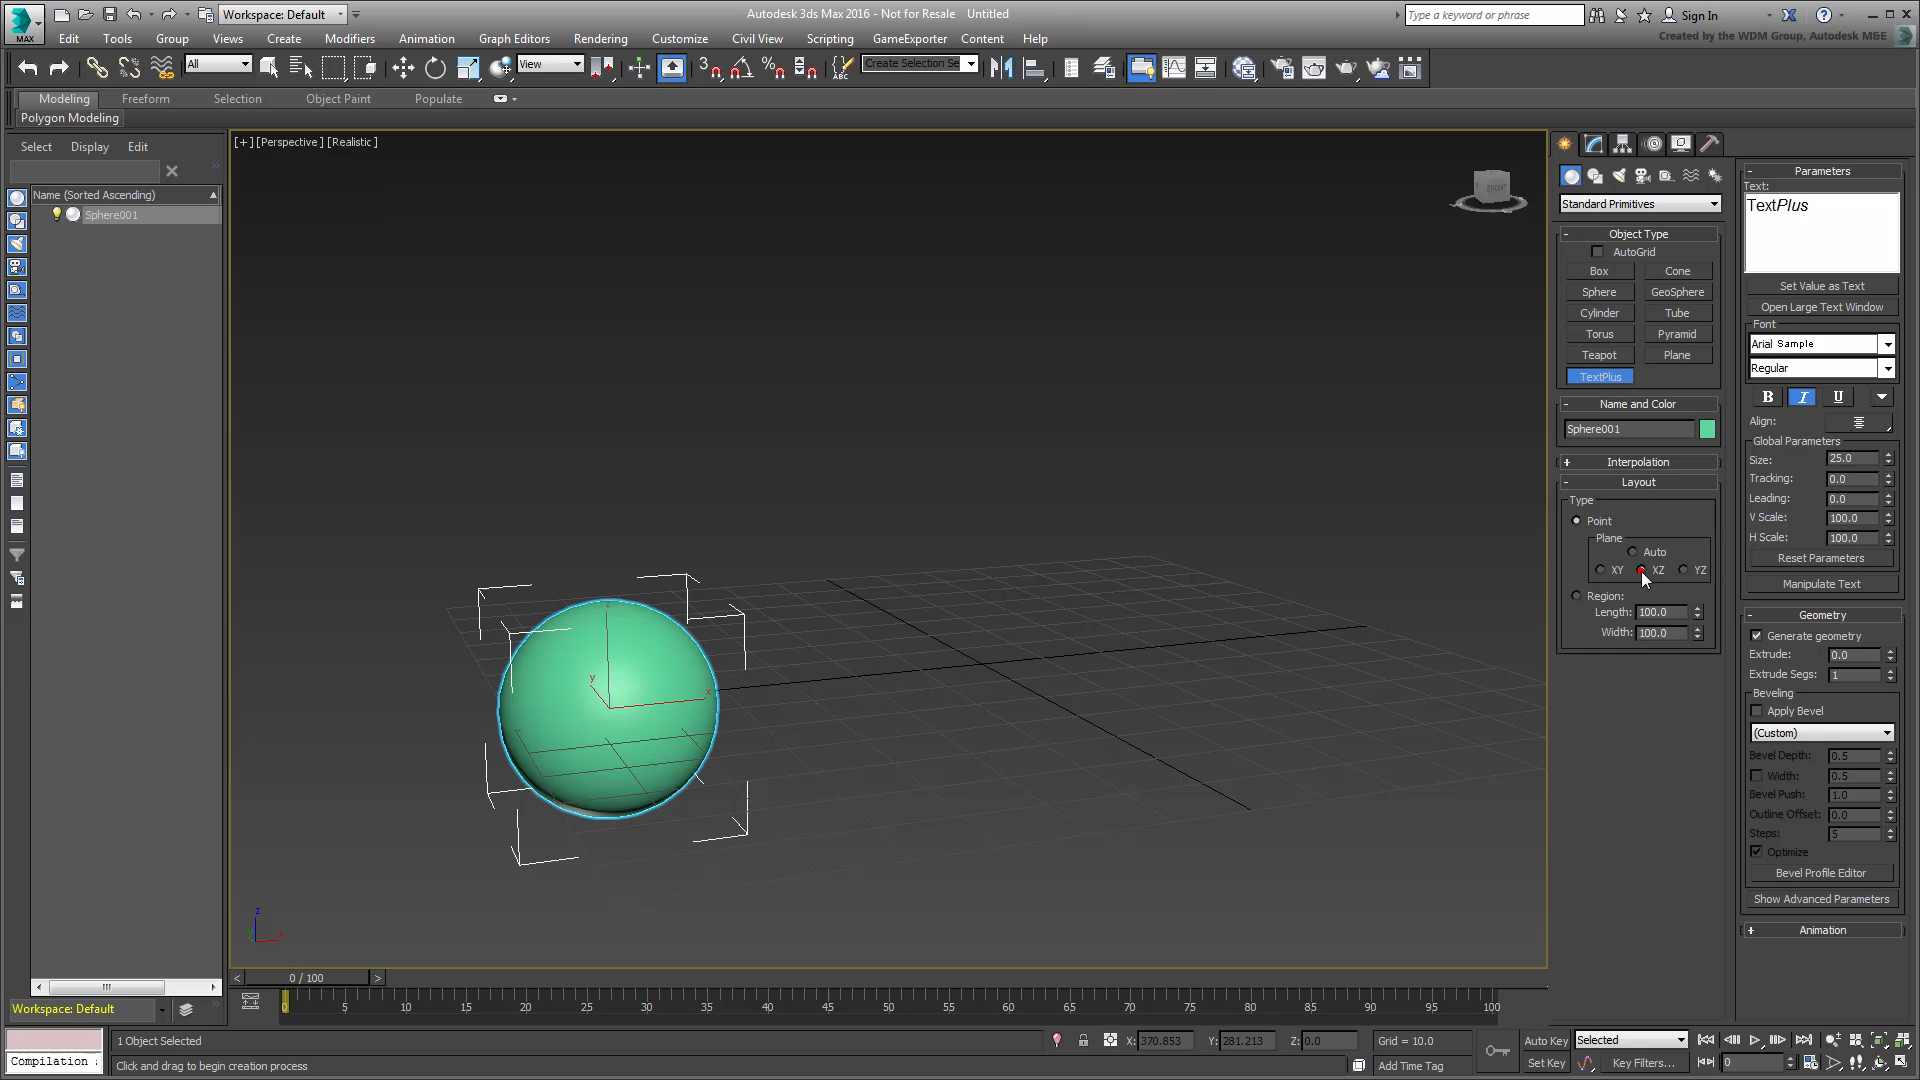 Workspace: Default
Autodesk 3ds Max 2016 - Not for Resale Untitled
Type a keyword or phrase
Sign In
MAX
Edit Tools Group Views Create Modifiers Animation Graph Editors Rendering Customize Civil View Scripting GameExporter Content Help
Created by the WDM Group, Autodesk M&E
All
View
Create Selection Se
Modeling Freeform Selection Object Paint Populate
Polygon Modeling
Select Display Edit
Name (Sorted Ascending)
Sphere001
[+] [Perspective] [Realistic]
FRONT
Standard Primitives
Object Type
AutoGrid
Box Cone
Sphere GeoSphere
Cylinder Tube
Torus Pyramid
Teapot Plane
TextPlus
Name and Color
Sphere001
+ Interpolation
- Layout
Type
Point
Plane
Auto
XY XZ YZ
Region:
Length: 100.0
Width: 100.0
Parameters
Text:
TextPlus
Set Value as Text
Open Large Text Window
Font
Arial Sample
Regular
B I U
Align:
Global Parameters
Size: 25.0
Tracking: 0.0
Leading: 0.0
V Scale: 100.0
H Scale: 100.0
Reset Parameters
Manipulate Text
Geometry
Generate geometry
Extrude: 0.0
Extrude Segs: 1
Beveling
Apply Bevel
(Custom)
Bevel Depth: 0.5
Width: 0.5
Bevel Push: 1.0
Outline Offset: 0.0
Steps: 5
Optimize
Bevel Profile Editor
Show Advanced Parameters
+ Animation
z
y
x
z
y x
< 0 / 100 >
0 5 10 15 20 25 30 35 40 45 50 55 60 65 70 75 80 85 90 95 100
Workspace: Default
1 Object Selected
X: 370.853 Y: 281.213 Z: 0.0
Grid = 10.0
Auto Key Selected
Compilation
Click and drag to begin creation process
Add Time Tag
Set Key Key Filters...
0